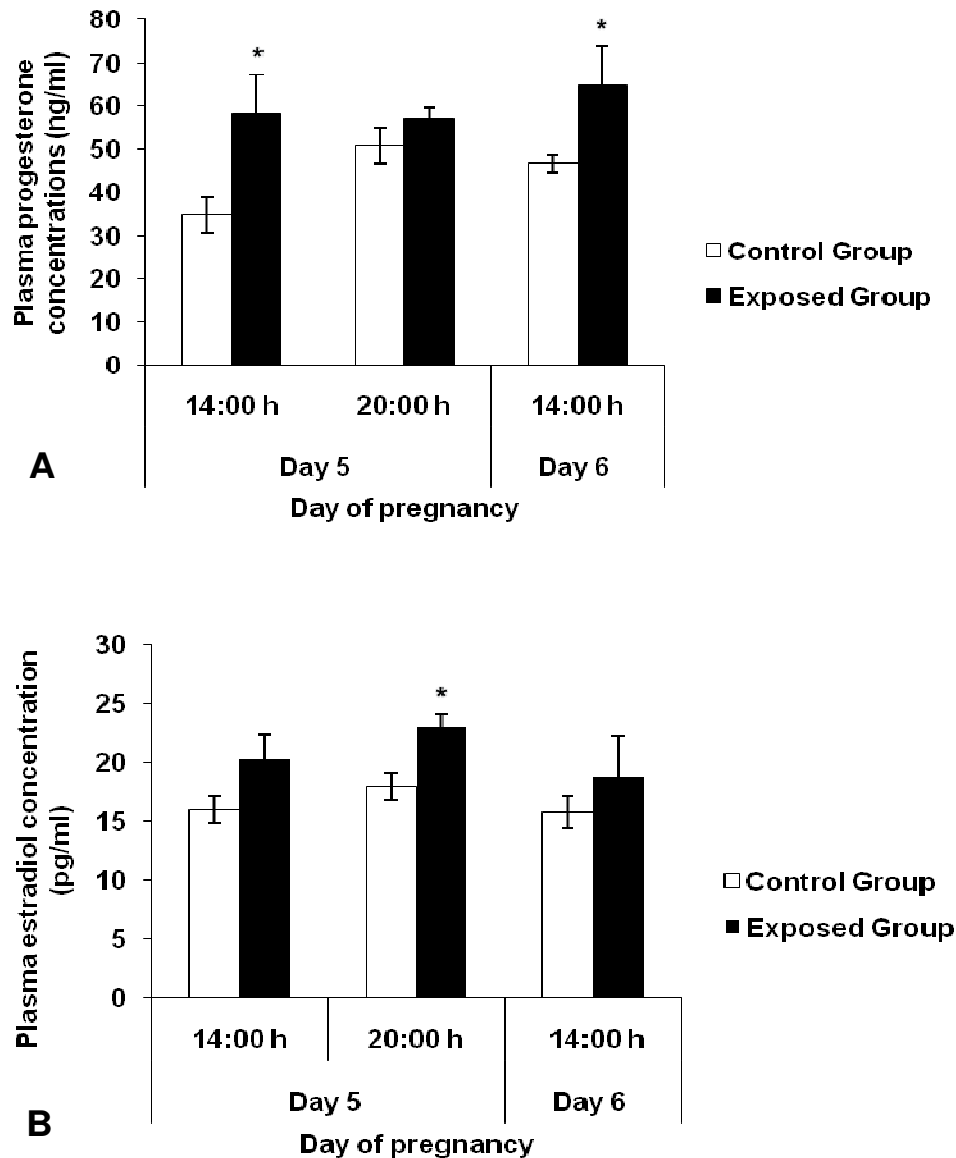 80
70
60
50
40
30
20
10
0
Plasma progesterone
concentrations (ng/ml)
*
*
14:00 h
20:00 h
14:00 h
Day 5
Day 6
Day of pregnancy
A
Control Group
Exposed Group
30
25
20
15
10
5
0
Plasma estradiol concentration
(pg/ml)
*
14:00 h
20:00 h
14:00 h
Day 5
Day 6
Day of pregnancy
B
Control Group
Exposed Group